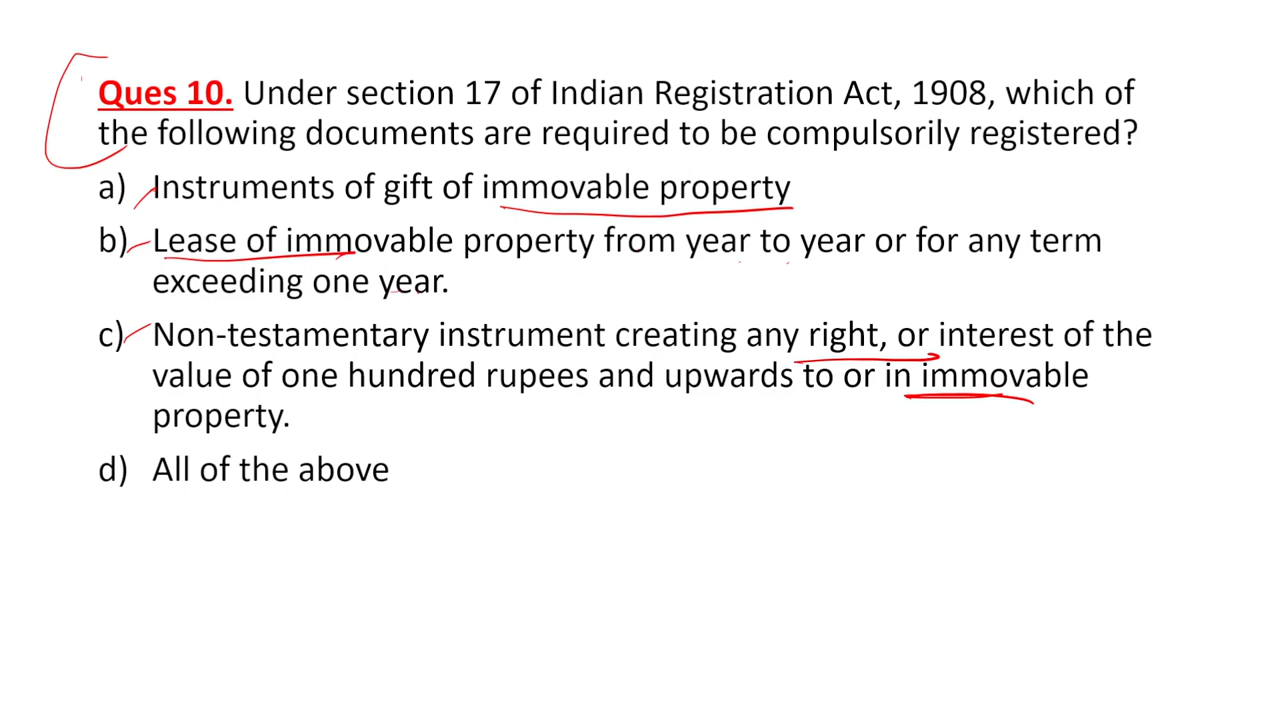 Ques 10. Under section 17 of Indian Registration Act, 1908, which of
the following documents are required to be compulsorily registered?
a) Instruments of gift of immovable property
b) Lease of immovable property from year to year or for any term
exceeding one year.
c) Non-testamentary instrument creating any right, or interest of the
value of one hundred rupees and upwards to or in immovable
property.
d) All of the above